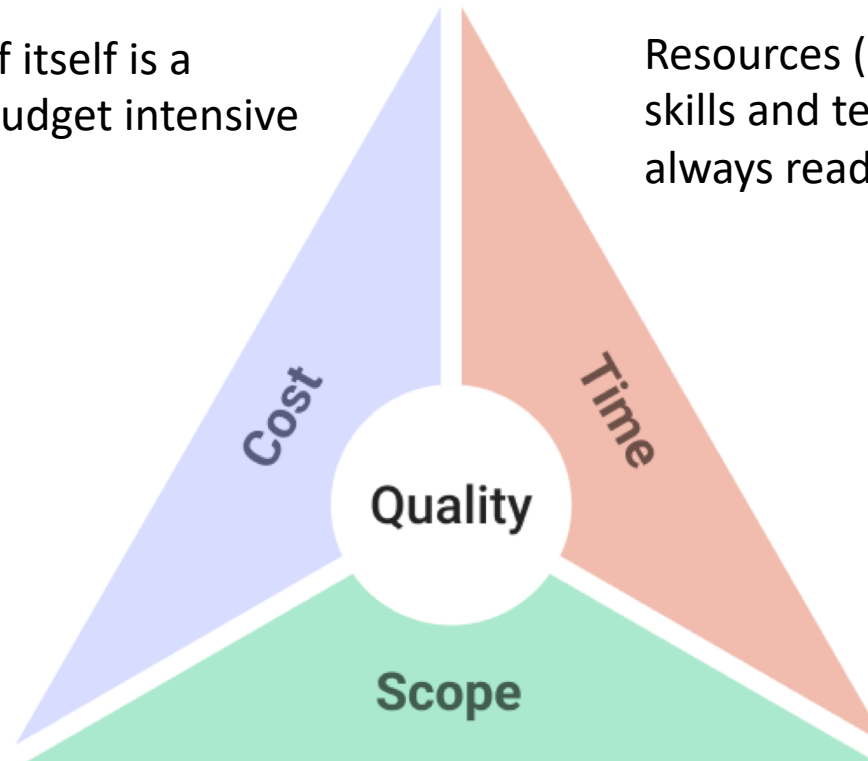 f itself is a
udget intensive
Resources (
skills and te
always read
Cost
Time
Quality
Scope